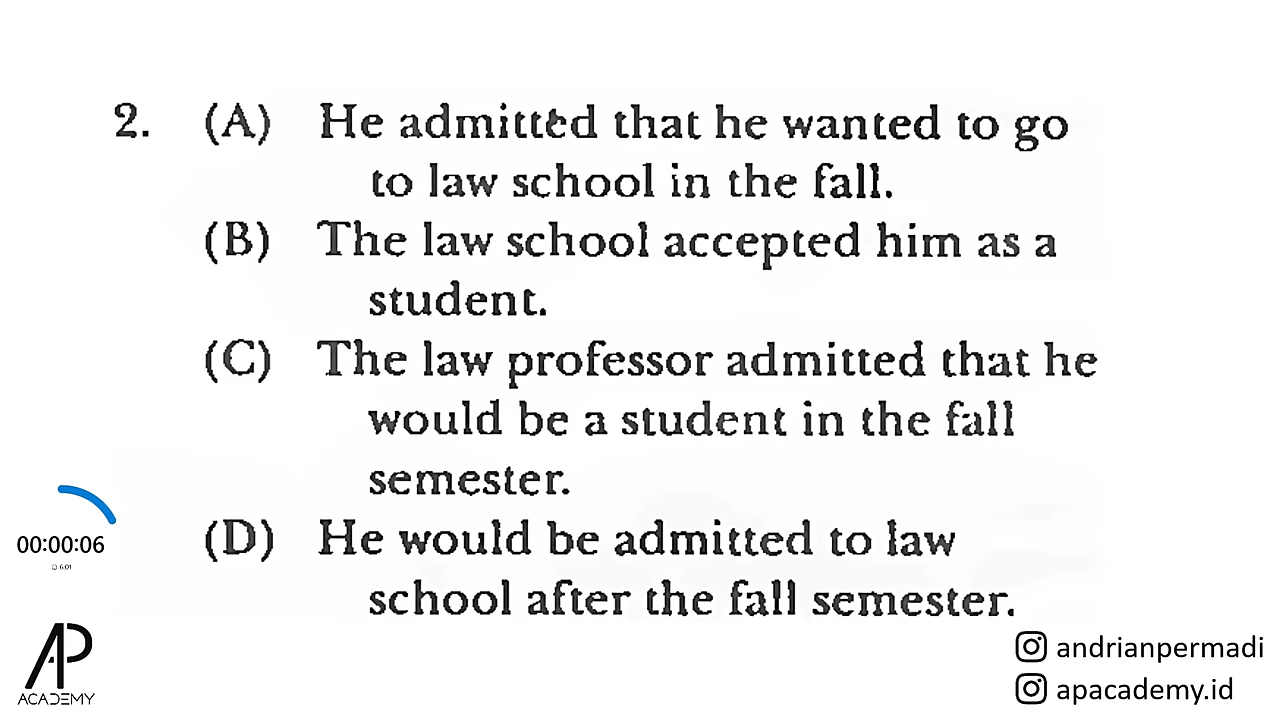 2. (A) He admitted that he wanted to go
to law school in the fall.
(B) The law school accepted him as a
student.
(C) The law professor admitted that he
would be a student in the fall
semester.
(D) He would be admitted to law
school after the fall semester.
00:00:06
AP
ACADEMY
andrianpermadi
apacademy.id